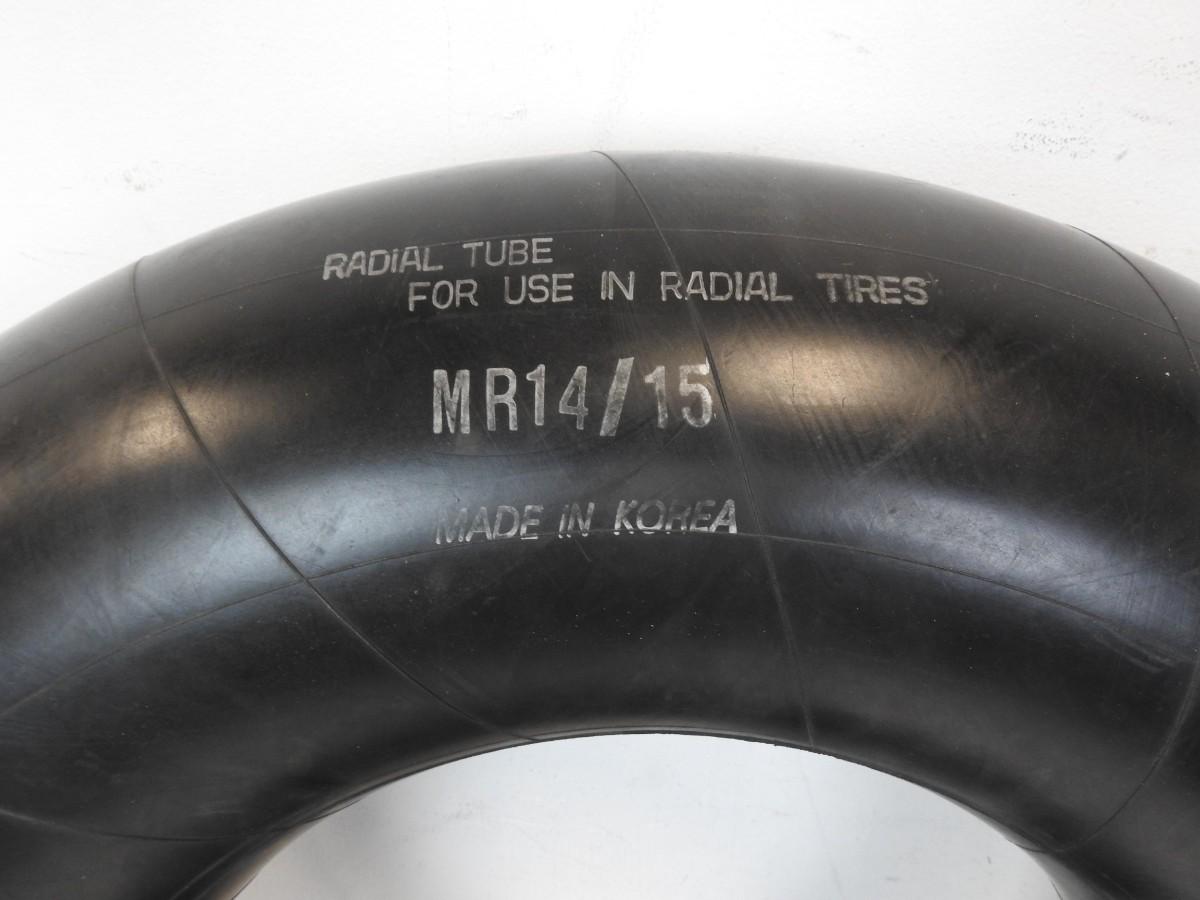 RADIAL TUBE
FOR USE IN RADIAL TIRES
MR14/15
MADE IN KOREA